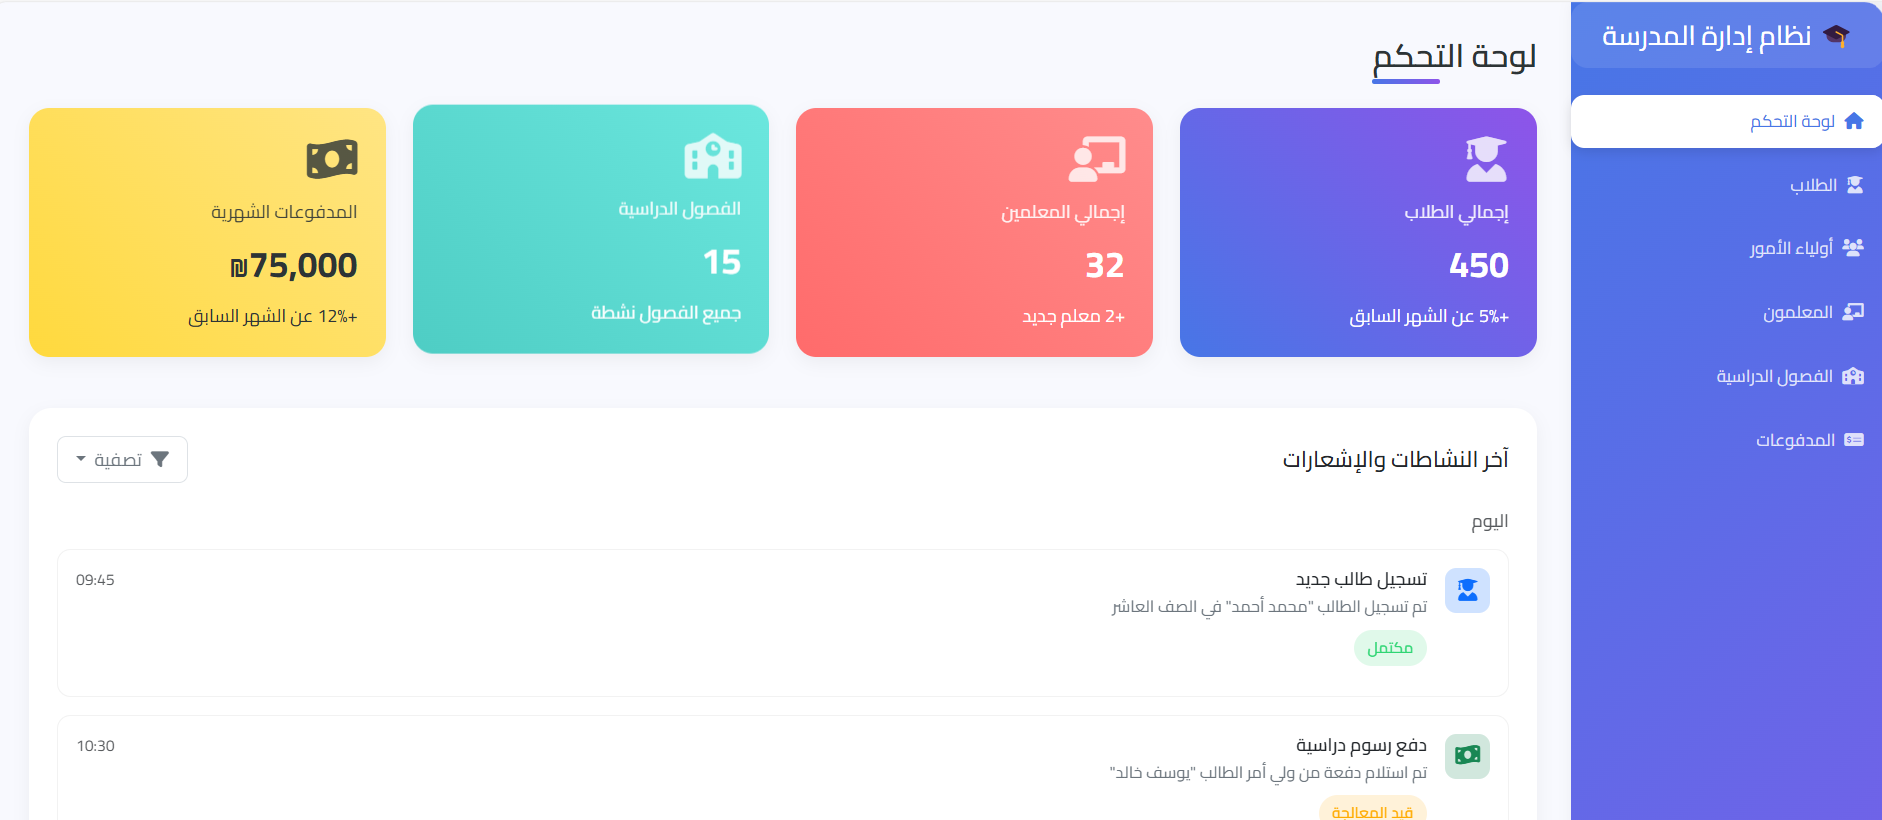 نظام إدارة المدرسة
لوحة التحكم
الطلاب
أولياء الأمور
المعلمون
الفصول الدراسية
المدفوعات
لوحة التحكم
إجمالي الطلاب
450
+5% عن الشهر السابق
إجمالي المعلمين
32
+2 معلم جديد
الفصول الدراسية
15
جميع الفصول نشطة
المدفوعات الشهرية
₪75,000
+12% عن الشهر السابق
آخر النشاطات والإشعارات
تصفية
اليوم
تسجيل طالب جديد
09:45
تم تسجيل الطالب "محمد أحمد" في الصف العاشر
مكتمل
دفع رسوم دراسية
10:30
تم استلام دفعة من ولي أمر الطالب "يوسف خالد"
قيد المعالجة